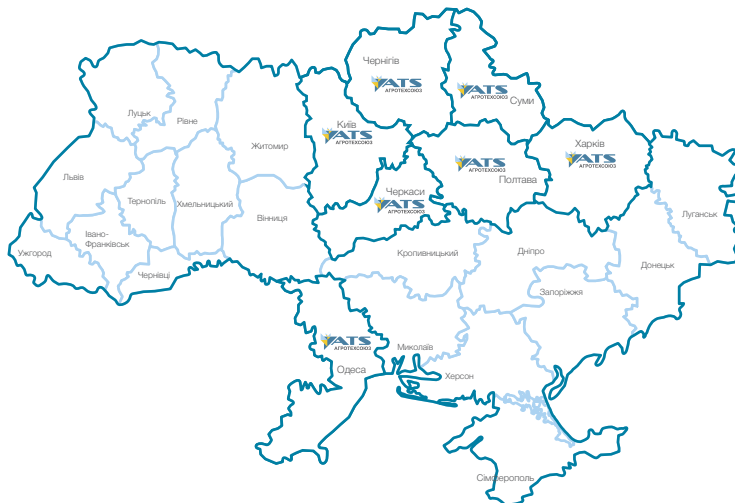 Чернігів
ATS
АГРОТЕХСОЮЗ
ATS
АГРОТЕХСОЮЗ
Суми
Луцьк
Рівне
Київ
ATS
АГРОТЕХСОЮЗ
Житомир
Харків
ATS
АГРОТЕХСОЮЗ
ATS
АГРОТЕХСОЮЗ
Полтава
Львів
Тернопіль
Хмельницький
Черкаси
ATS
АГРОТЕХСОЮЗ
Вінниця
Луганськ
Івано-
Франківськ
Ужгород
Чернівці
Кропивницький
Дніпро
Донецьк
Запоріжжя
ATS
АГРОТЕХСОЮЗ
Одеса
Миколаїв
Херсон
Сімферополь